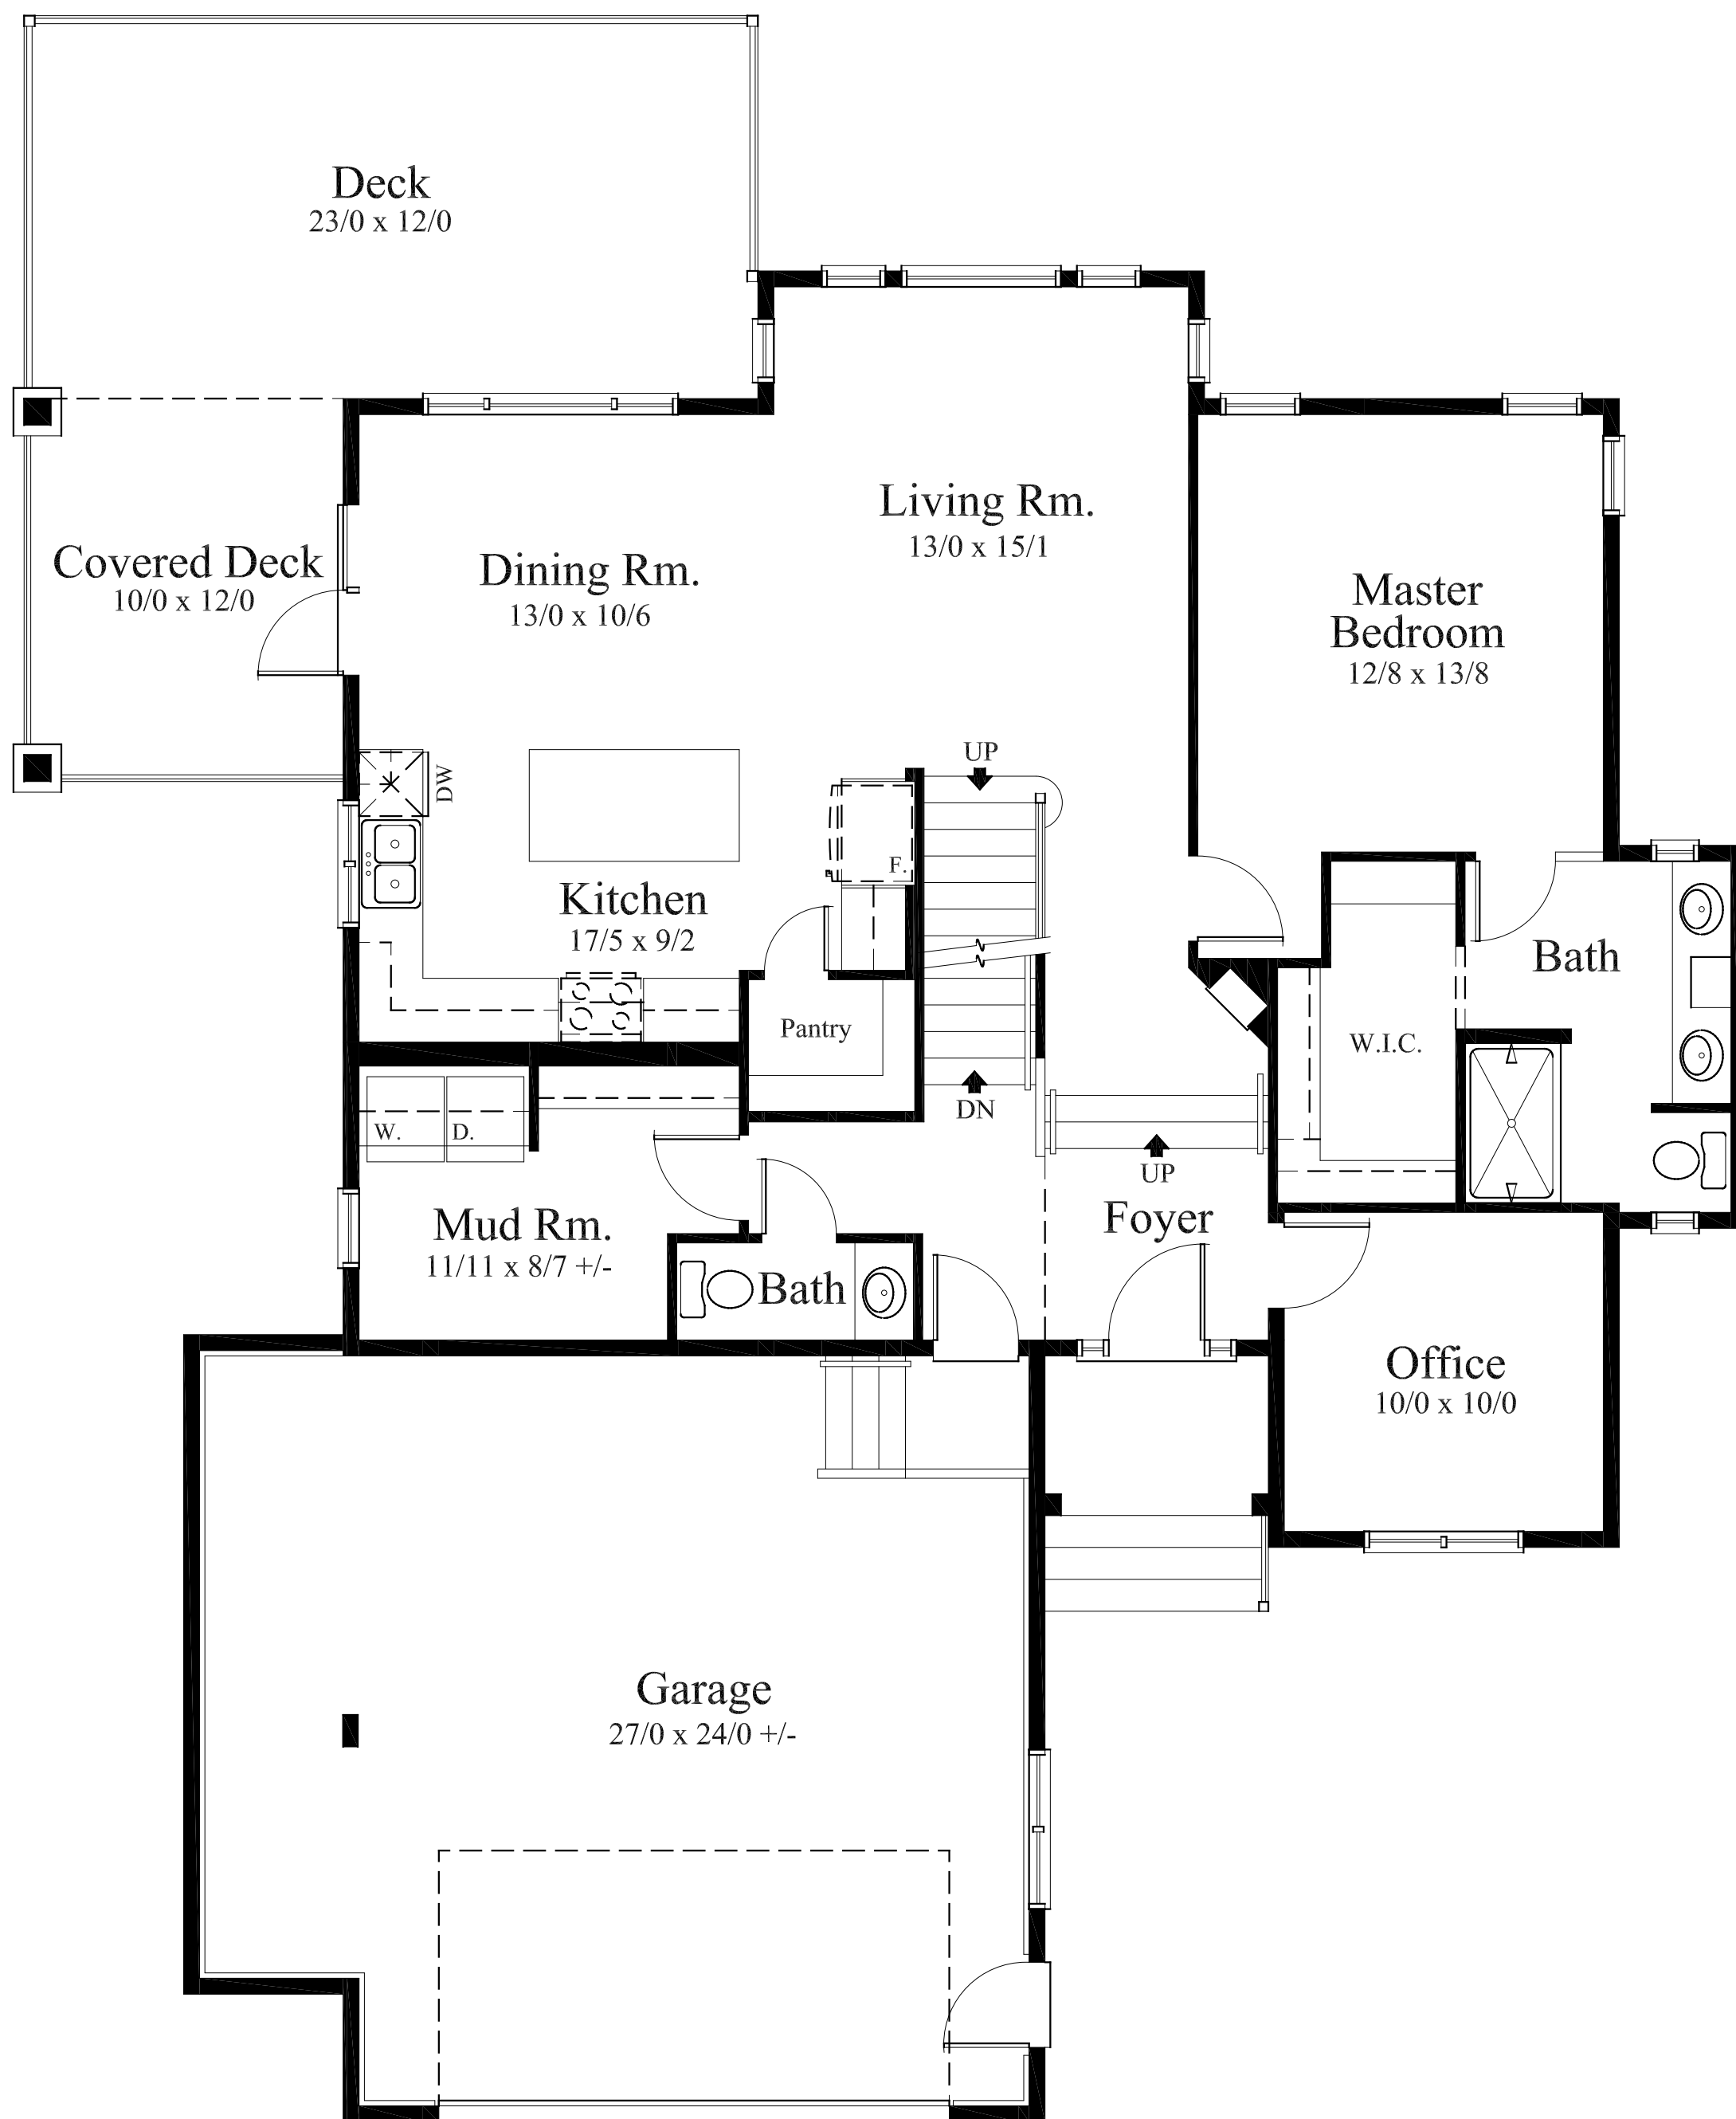 Deck
23/0 x 12/0
Living Rm.
13/0 x 15/1
Covered Deck
10/0 x 12/0
Dining Rm.
13/0 x 10/6
Master
Bedroom
12/8 x 13/8
UP
DW
F.
Kitchen
17/5 x 9/2
Bath
Pantry
W.I.C.
DN
W.
D.
UP
Mud Rm.
11/11 x 8/7 +/-
Foyer
Bath
Office
10/0 x 10/0
Garage
27/0 x 24/0 +/-